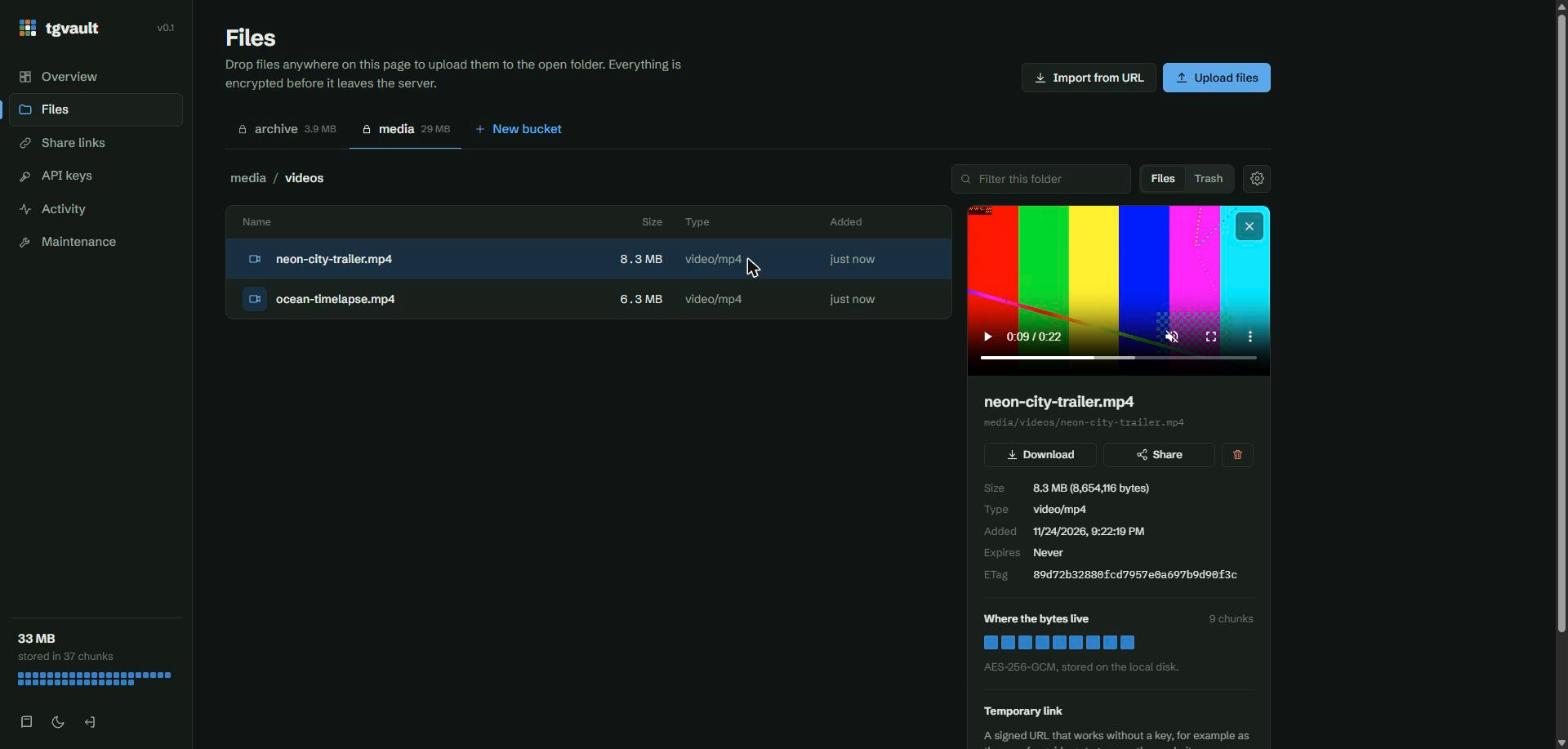 tgvault
v0.1
Overview
Files
Share links
API keys
Activity
Maintenance
33 MB
stored in 37 chunks
Files
Drop files anywhere on this page to upload them to the open folder. Everything is
encrypted before it leaves the server.
Import from URL
Upload files
archive 3.9 MB
media 29 MB
+ New bucket
media / videos
Filter this folder
Files
Trash
Name Size Type Added
neon-city-trailer.mp4 8.3 MB video/mp4 just now
ocean-timelapse.mp4 6.3 MB video/mp4 just now
0:09 / 0:22
neon-city-trailer.mp4
media/videos/neon-city-trailer.mp4
Download
Share
Size 8.3 MB (8,654,116 bytes)
Type video/mp4
Added 11/24/2026, 9:22:19 PM
Expires Never
ETag 89d72b32880fcd7957e0a697b9d90f3c
Where the bytes live 9 chunks
AES-256-GCM, stored on the local disk.
Temporary link
A signed URL that works without a key, for example as